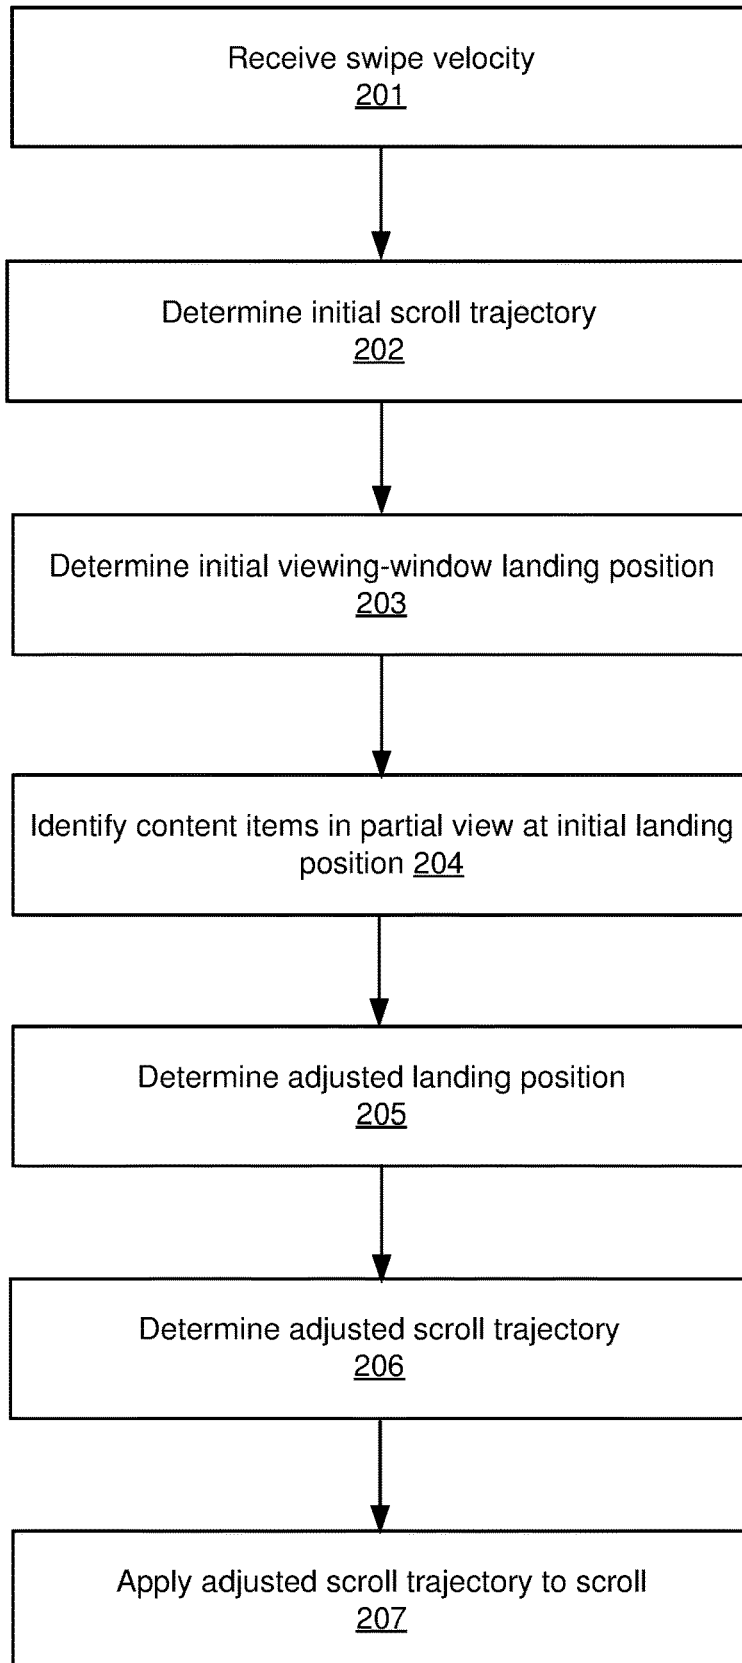 Receive swipe velocity
201
Determine initial scroll trajectory
202
Determine initial viewing-window landing position
203
Identify content items in partial view at initial landing
position 204
Determine adjusted landing position
205
Determine adjusted scroll trajectory
206
Apply adjusted scroll trajectory to scroll
207